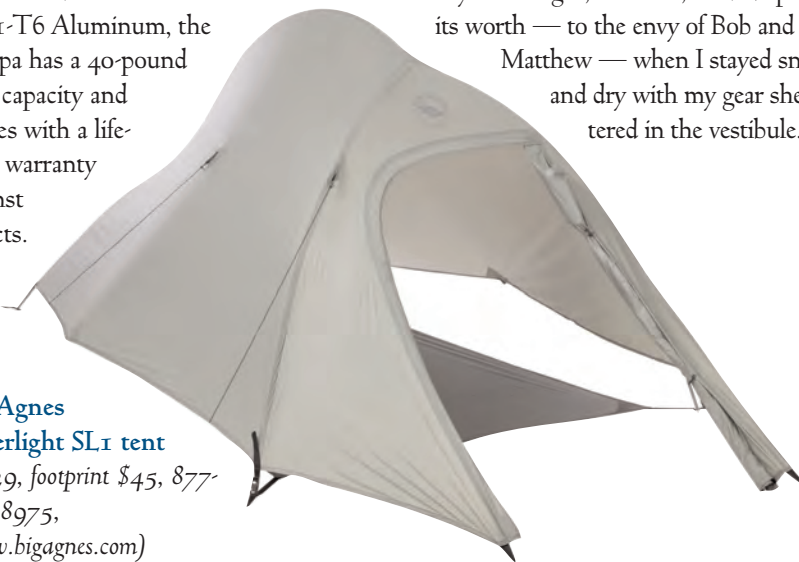 1-T6 Aluminum, the
pa has a 40-pound
capacity and
es with a life-
warranty
nst
cts.
Agnes
erlight SL1 tent
9, footprint $45, 877-
8975,
w.bigagnes.com)
its worth — to the envy of Bob and
Matthew — when I stayed sn
and dry with my gear she
tered in the vestibule.